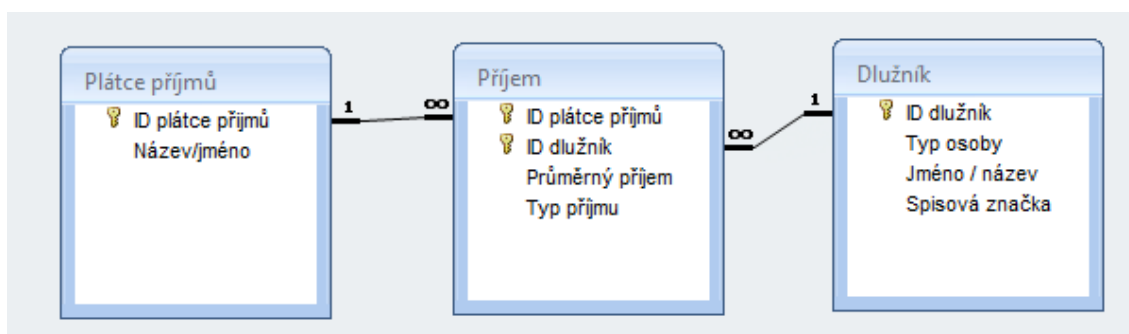 Plátce příjmů
ID plátce přijmů
Název/jméno
1
∞
Příjem
ID plátce příjmů
ID dlužník
Průměrný příjem
Typ příjmu
∞
1
Dlužník
ID dlužník
Typ osoby
Jméno / název
Spisová značka